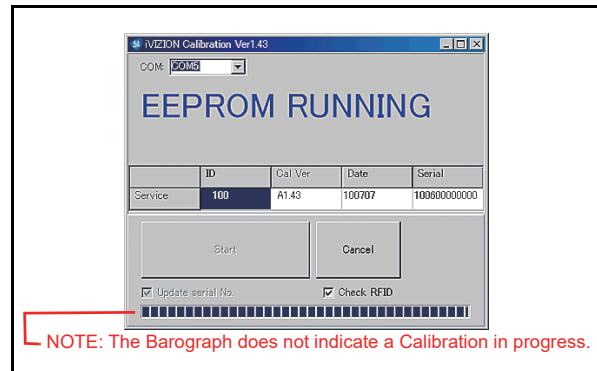 iVIZION Calibration Ver1.43
COM: COM5
EEPROM RUNNING
ID Cal Ver Date Serial
Service 100 A1.43 100707 100600000000
Start Cancel
Update serial No. Check RFID
NOTE: The Barograph does not indicate a Calibration in progress.